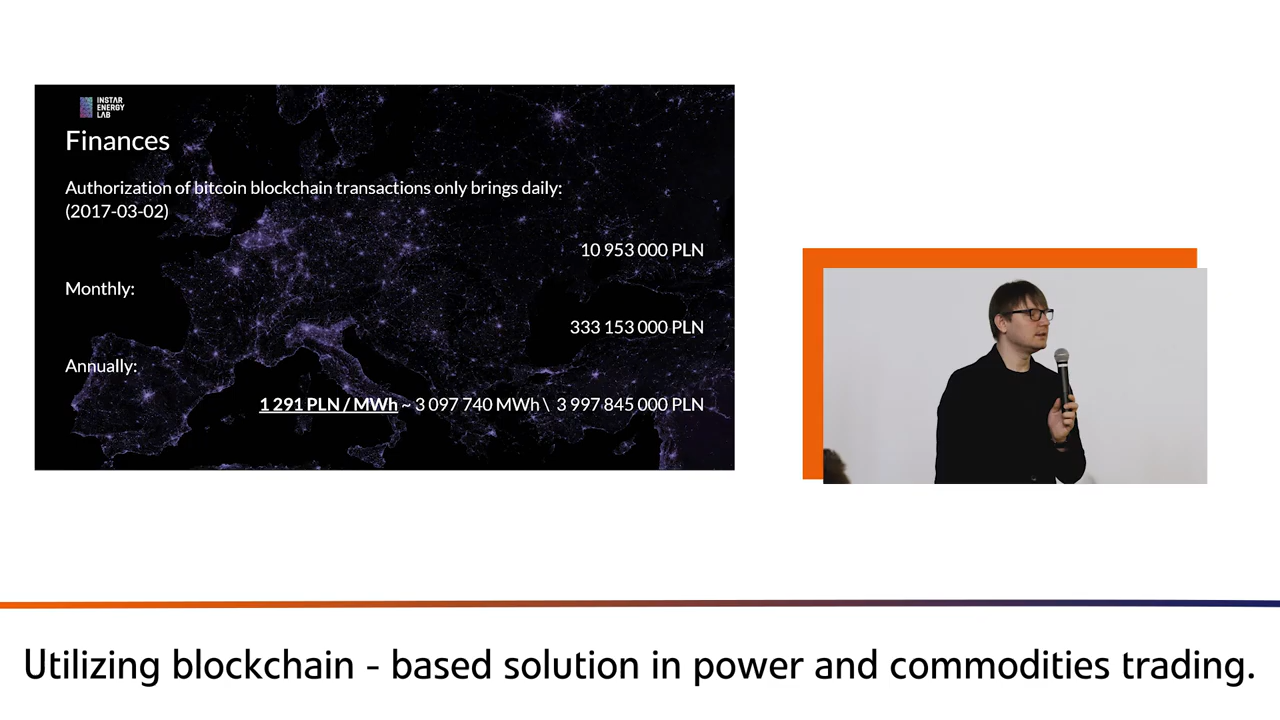 INSTAR
ENERGY
LAB
Finances
Authorization of bitcoin blockchain transactions only brings daily:
(2017-03-02)
10 953 000 PLN
Monthly:
333 153 000 PLN
Annually:
1 291 PLN / MWh ~ 3 097 740 MWh \ 3 997 845 000 PLN
Utilizing blockchain - based solution in power and commodities trading.